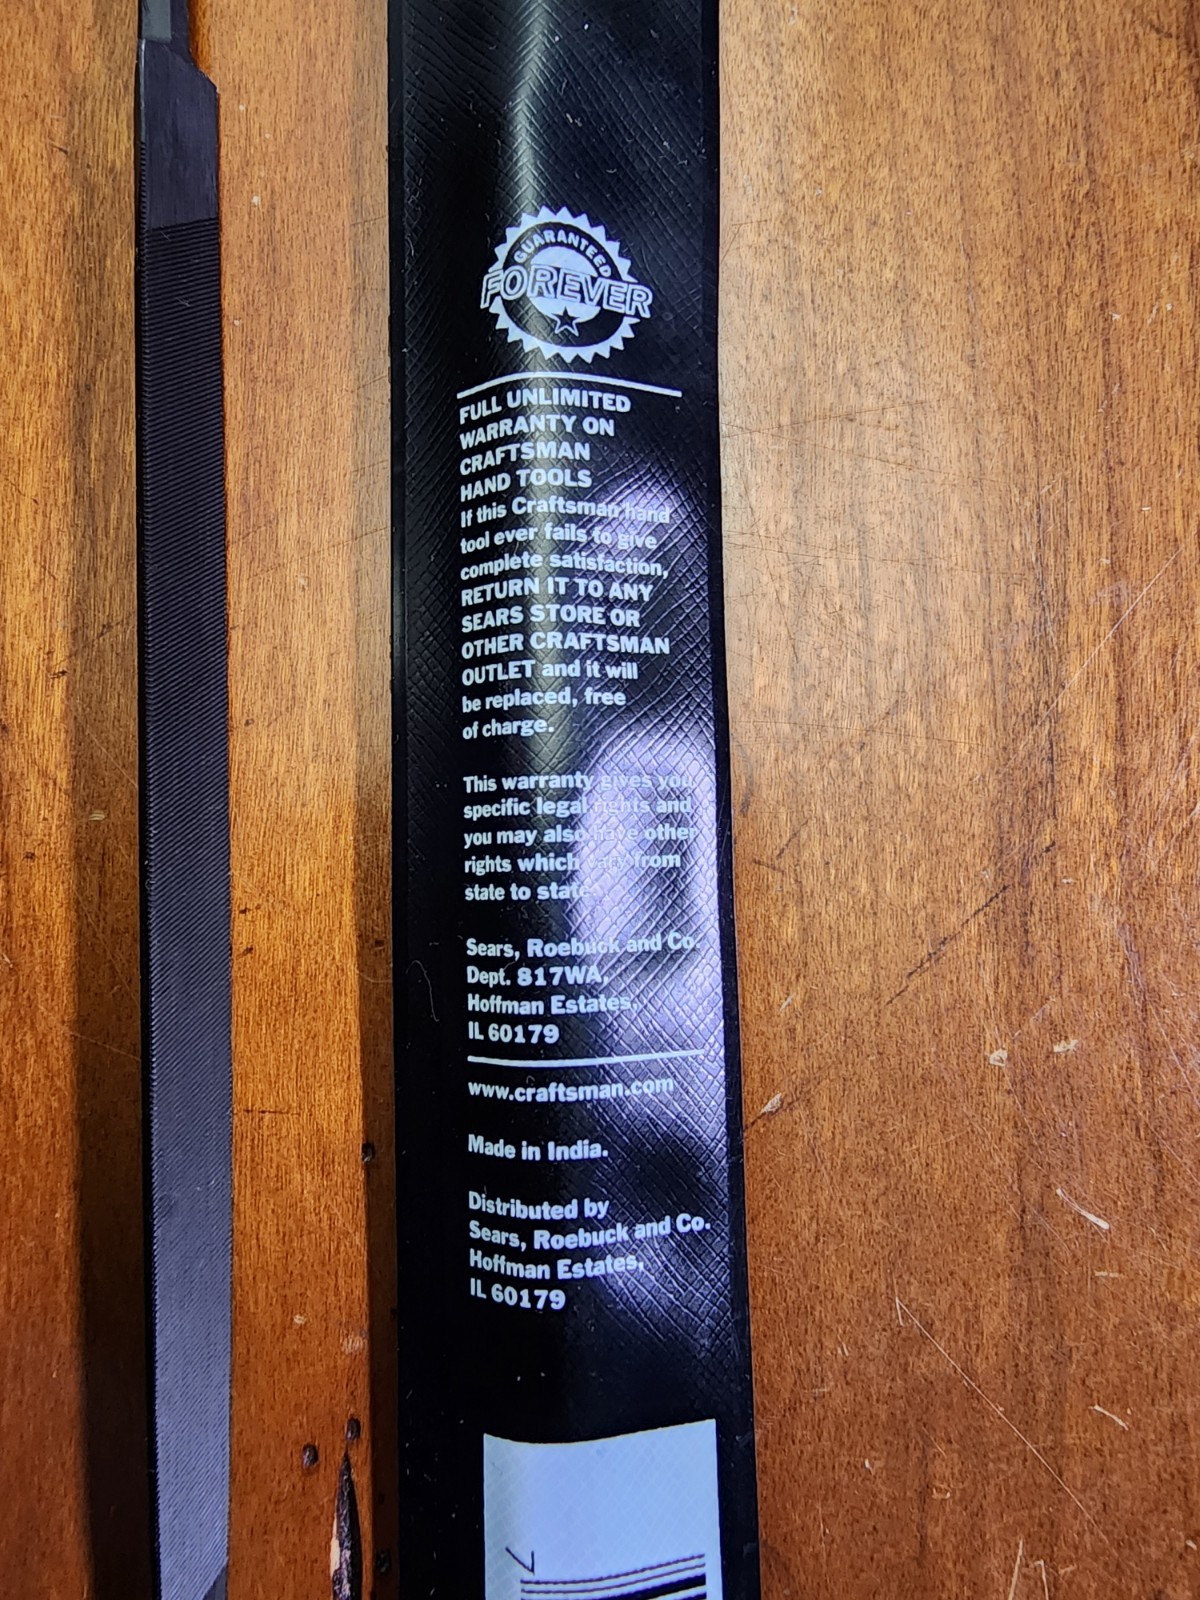 GUARANTEED
FOREVER
FULL UNLIMITED
WARRANTY ON
CRAFTSMAN
HAND TOOLS
If this Craftsman hand
tool ever fails to give
complete satisfaction,
RETURN IT TO ANY
SEARS STORE OR
OTHER CRAFTSMAN
OUTLET and it will
be replaced, free
of charge.
This warranty gives you
specific legal rights and
you may also have other
rights which vary from
state to state.
Sears, Roebuck and Co.
Dept. 817WA,
Hoffman Estates,
IL 60179
www.craftsman.com
Made in India.
Distributed by
Sears, Roebuck and Co.
Hoffman Estates,
IL 60179